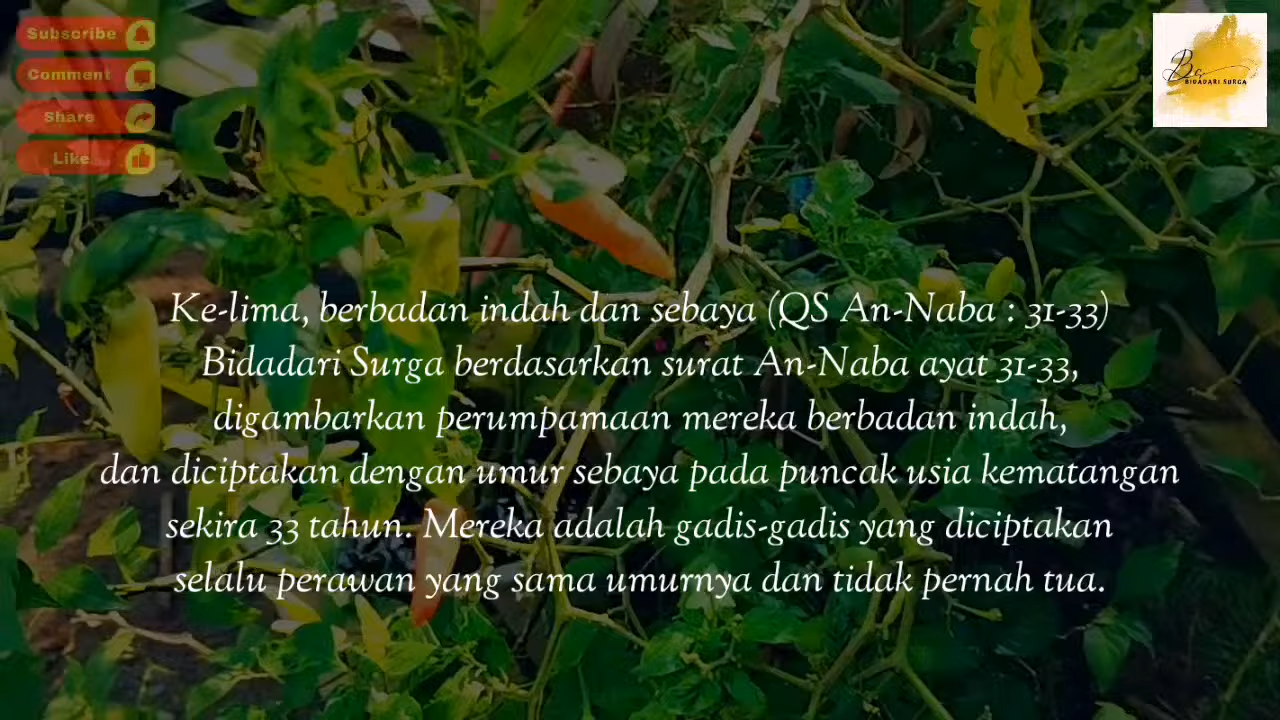 Subscribe
Comment
Share
Like
Bs
BIDADARI SURGA
Ke-lima, berbadan indah dan sebaya (QS An-Naba : 31-33)
Bidadari Surga berdasarkan surat An-Naba ayat 31-33,
digambarkan perumpamaan mereka berbadan indah,
dan diciptakan dengan umur sebaya pada puncak usia kematangan
sekira 33 tahun. Mereka adalah gadis-gadis yang diciptakan
selalu perawan yang sama umurnya dan tidak pernah tua.